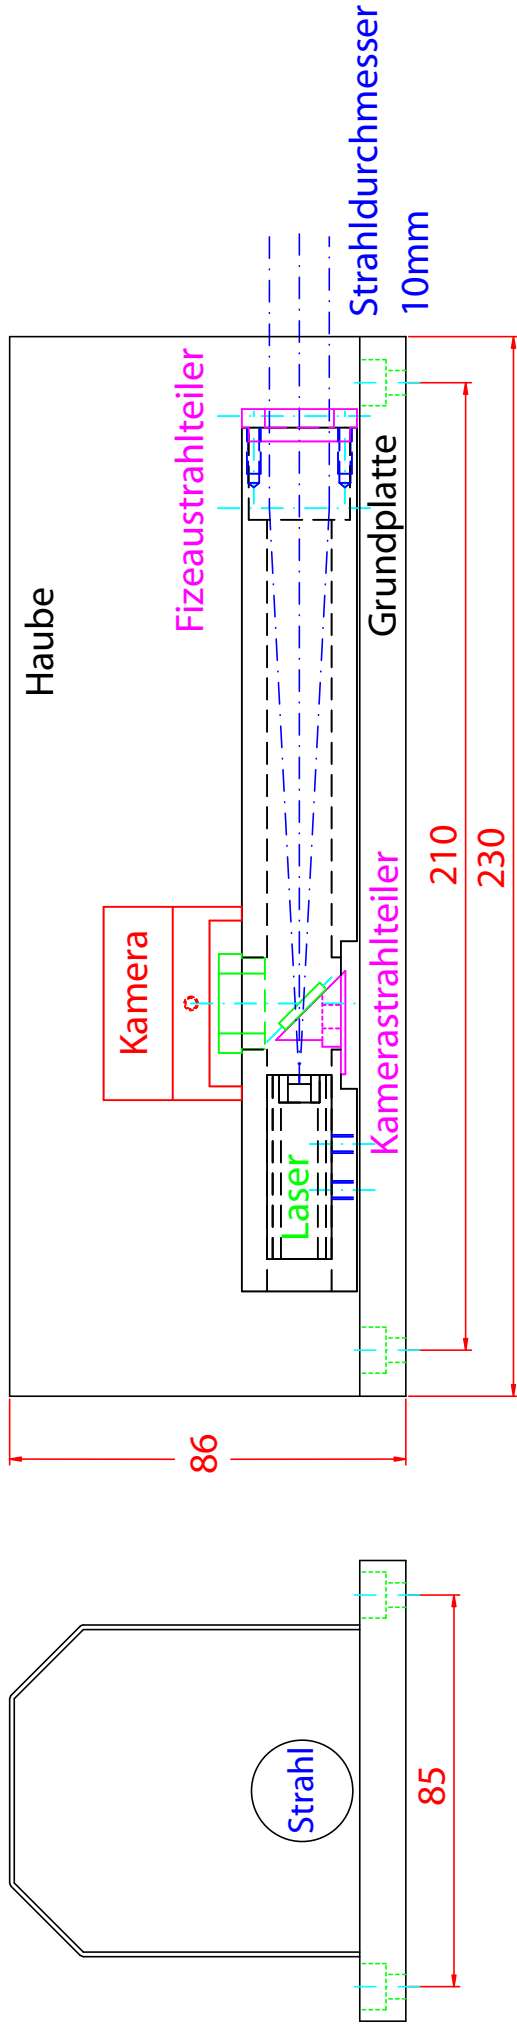 Haube
Fizeaustrahlteiler
Strahldurchmesser
10mm
Grundplatte
Kamera
Kamerastrahlteiler
Laser
210
230
86
Strahl
85